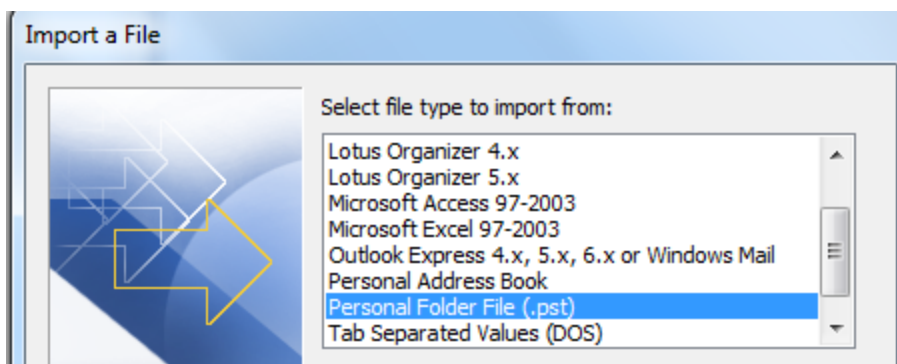 Import a File
Select file type to import from:
Lotus Organizer 4.x
Lotus Organizer 5.x
Microsoft Access 97-2003
Microsoft Excel 97-2003
Outlook Express 4.x, 5.x, 6.x or Windows Mail
Personal Address Book
Personal Folder File (.pst)
Tab Separated Values (DOS)